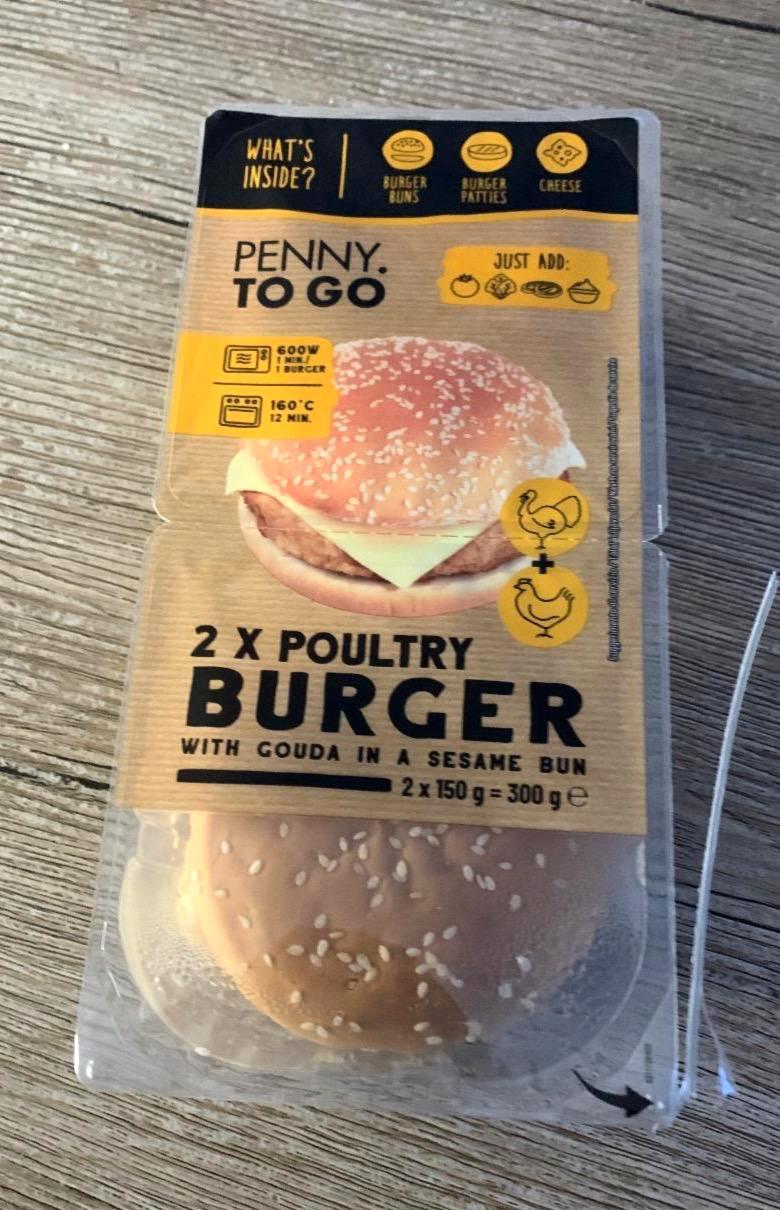 WHAT'S
INSIDE?
BURGER
BUNS
BURGER
PATTIES
CHEESE
PENNY.
TO GO
JUST ADD:
600W
1 MIN./
1 BURGER
160°C
12 MIN.
2 X POULTRY
BURGER
WITH GOUDA IN A SESAME BUN
2 x 150 g = 300 g e